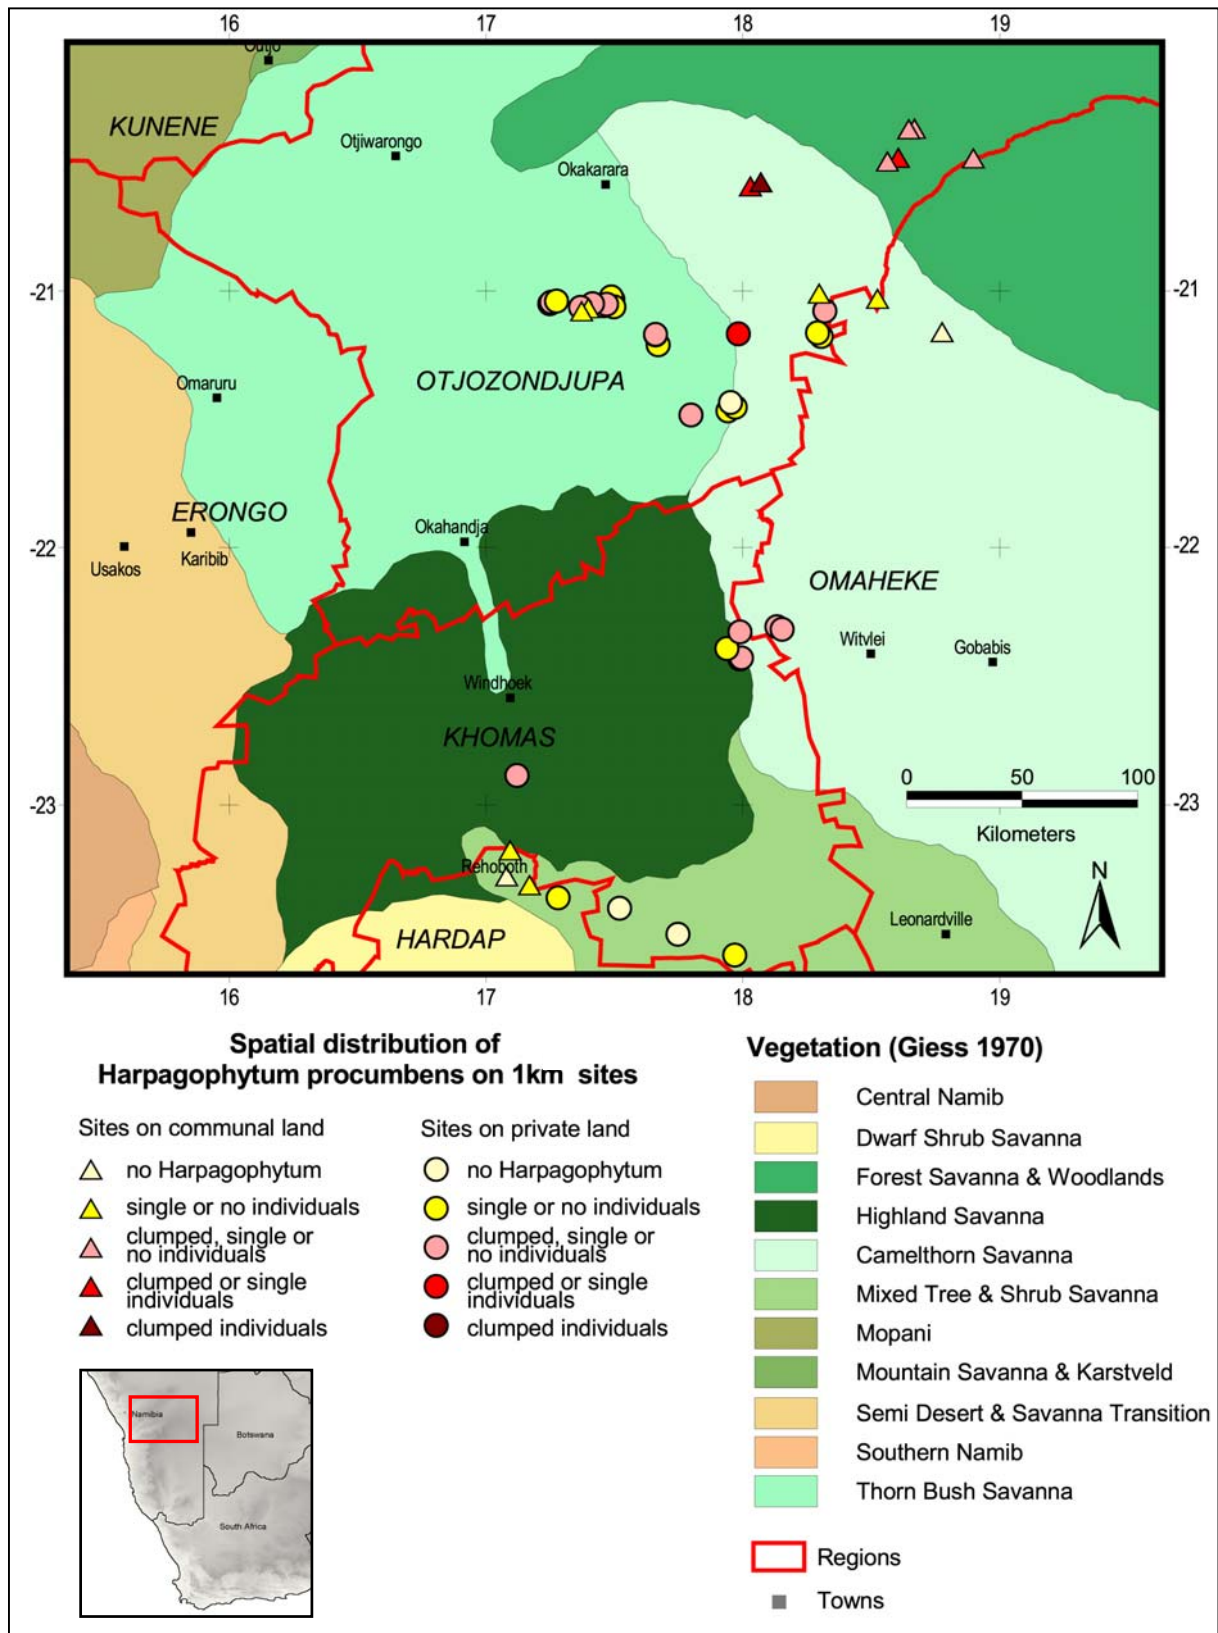 16 17 18 19
Outjo
KUNENE
Otjiwarongo
Okakarara
-21 -21
Omaruru
OTJOZONDJUPA
ERONGO
Okahandja
-22 -22
Usakos
Karibib
OMAHEKE
Witvlei
Gobabis
Windhoek
KHOMAS
0 50 100
-23 -23
Kilometers
Rehoboth
N
Leonardville
HARDAP
16 17 18 19
Spatial distribution of
Harpagophytum procumbens on 1km sites
Sites on communal land
no Harpagophytum
single or no individuals
clumped, single or
no individuals
clumped or single
individuals
clumped individuals
Sites on private land
no Harpagophytum
single or no individuals
clumped, single or
no individuals
clumped or single
individuals
clumped individuals
Vegetation (Giess 1970)
Central Namib
Dwarf Shrub Savanna
Forest Savanna & Woodlands
Highland Savanna
Camelthorn Savanna
Mixed Tree & Shrub Savanna
Mopani
Mountain Savanna & Karstveld
Semi Desert & Savanna Transition
Southern Namib
Thorn Bush Savanna
Regions
Towns
Namibia
Botswana
South Africa